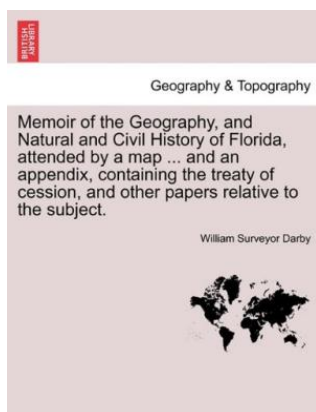 BRITISH
LIBRARY
Geography & Topography
Memoir of the Geography, and
Natural and Civil History of Florida,
attended by a map ... and an
appendix, containing the treaty of
cession, and other papers relative to
the subject.
William Surveyor Darby